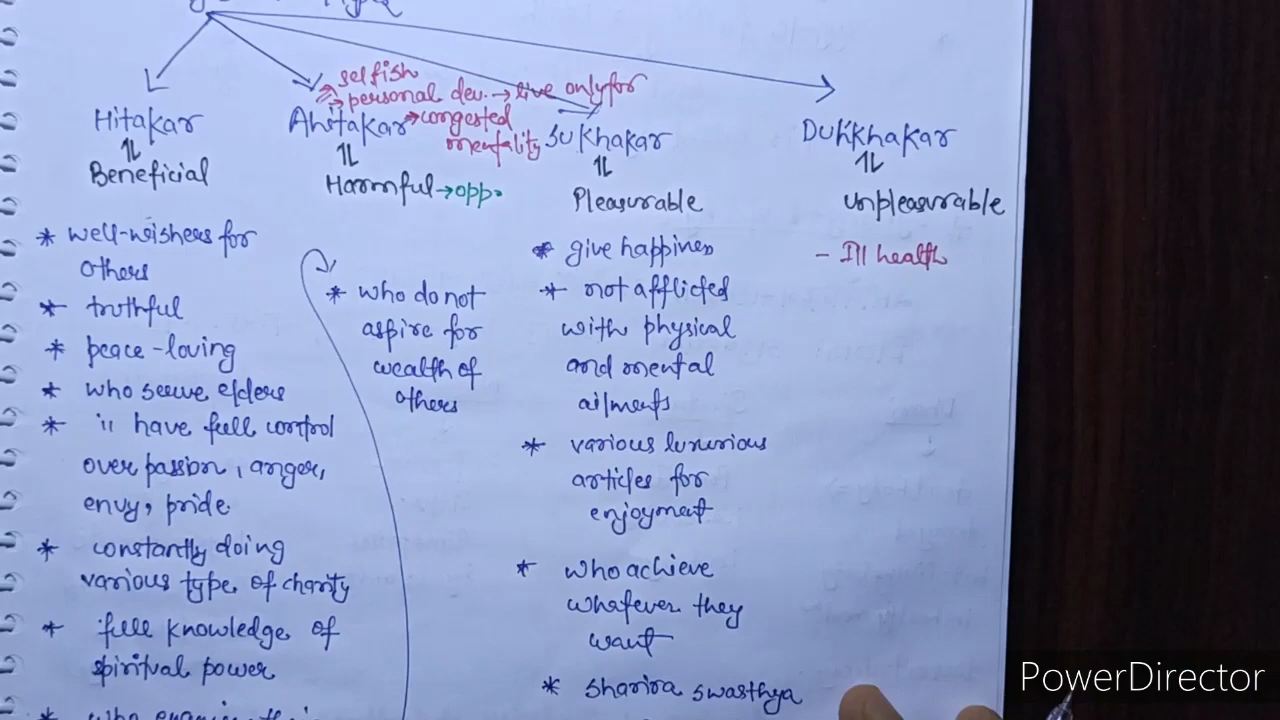 Hitakar
Beneficial
* well-wishers for
others
* truthful
* peace-loving
* who serve elders
* " have full control
over passion, anger,
envy, pride
* constantly doing
various type of charity
* full knowledge of
spiritual power
→ selfish
→ personal dev. → live only for
Ahitakar → congested
mentality
Harmful → oppo
* who do not
aspire for
wealth of
others
Sukhakar
Pleasurable
* give happiness
* not afflicted
with physical
and mental
ailments
* various luxurious
articles for
enjoyment
* who achieve
whatever they
want
* sharira swasthya
Dukkhakar
unpleasurable
- Ill health
PowerDirector